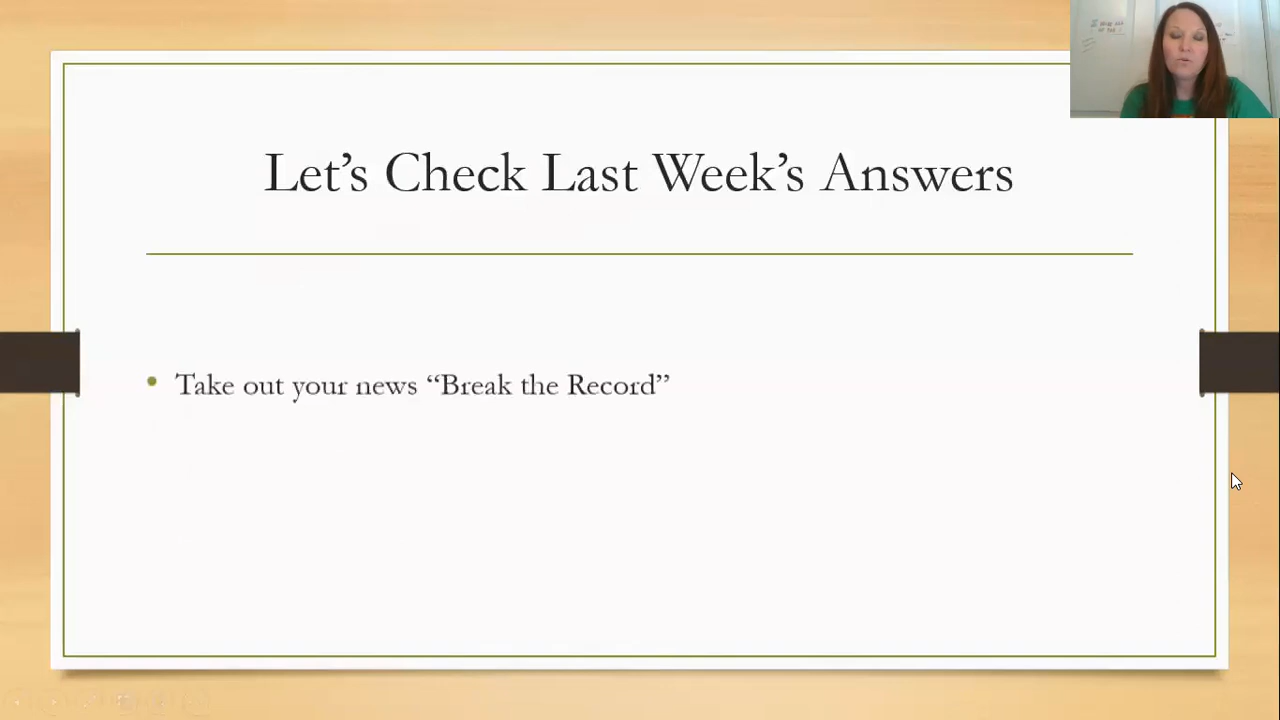 Let’s Check Last Week’s Answers
• Take out your news “Break the Record”